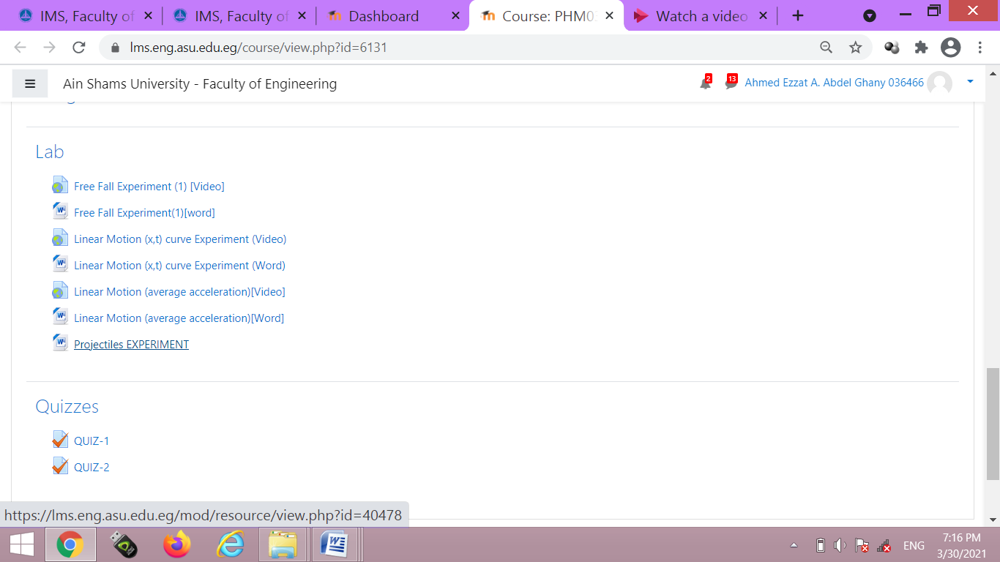 IMS, Faculty of
IMS, Faculty of
Dashboard
Course: PHM0
Watch a video
lms.eng.asu.edu.eg/course/view.php?id=6131
Ain Shams University - Faculty of Engineering
2
13
Ahmed Ezzat A. Abdel Ghany 036466
Lab
Free Fall Experiment (1) [Video]
Free Fall Experiment(1)[word]
Linear Motion (x,t) curve Experiment (Video)
Linear Motion (x,t) curve Experiment (Word)
Linear Motion (average acceleration)[Video]
Linear Motion (average acceleration)[Word]
Projectiles EXPERIMENT
Quizzes
QUIZ-1
QUIZ-2
https://lms.eng.asu.edu.eg/mod/resource/view.php?id=40478
ENG
7:16 PM
3/30/2021